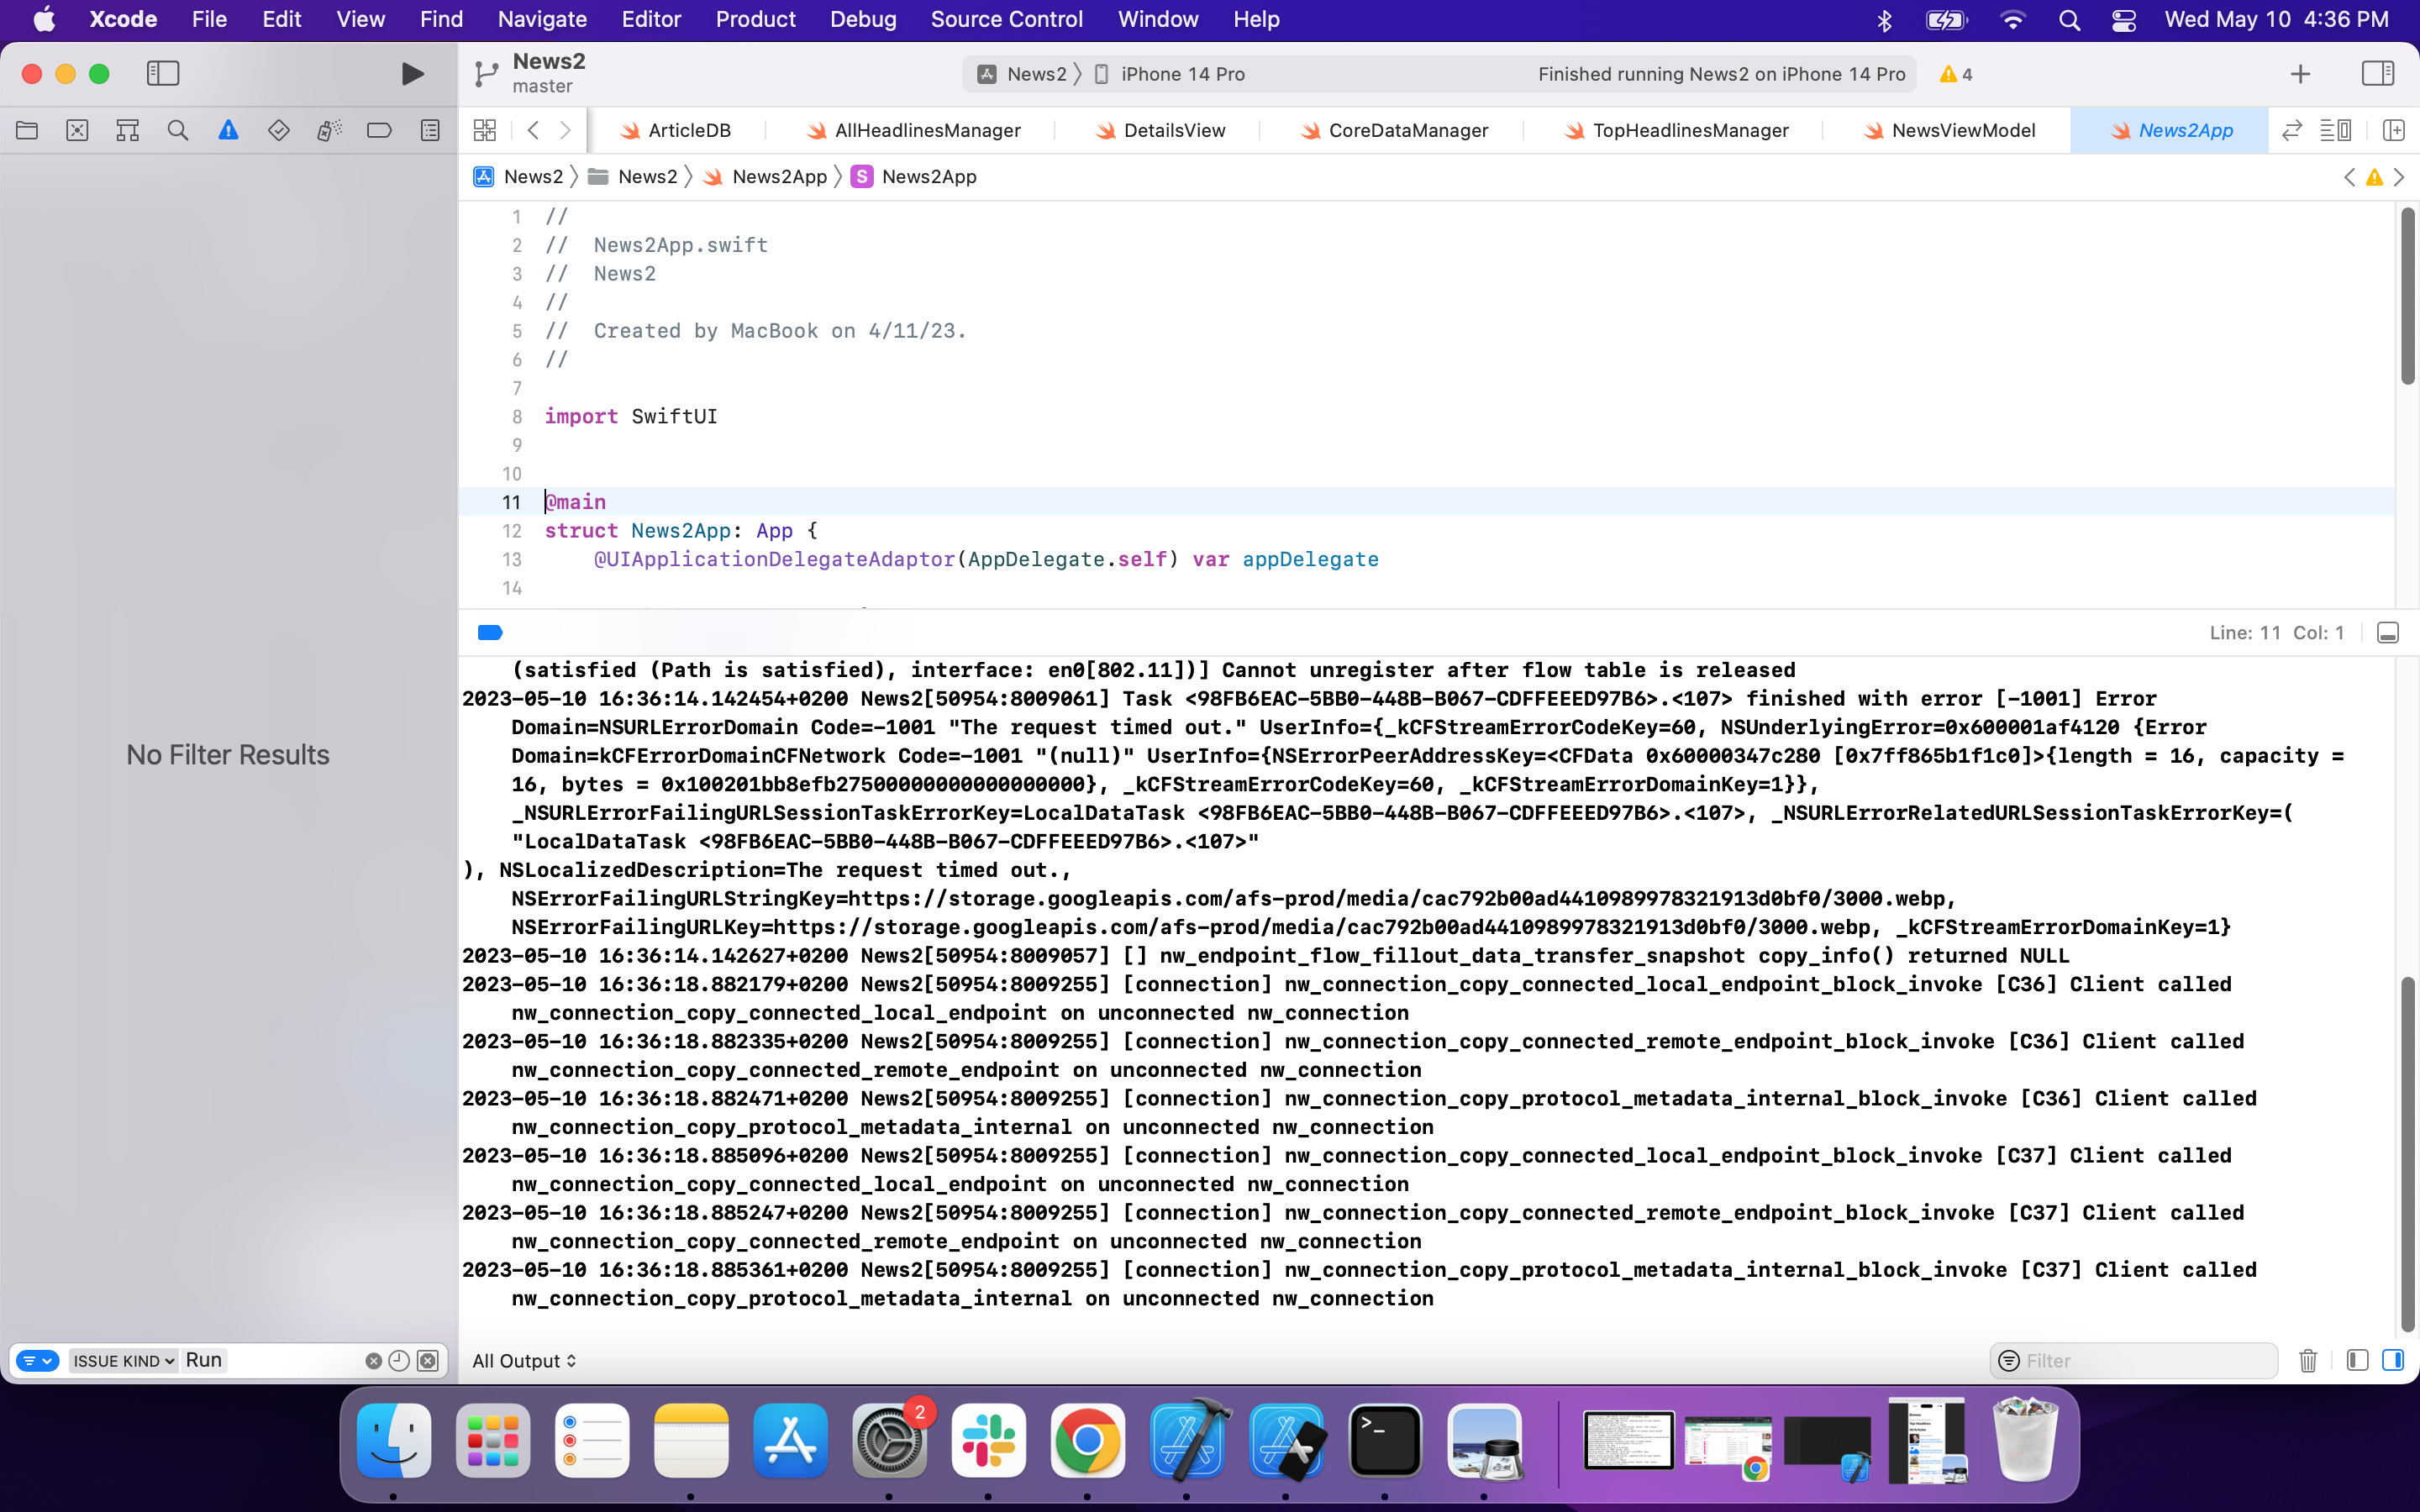 Xcode File Edit View Find Navigate Editor Product Debug Source Control Window Help Wed May 10 4:36 PM
News2
master
News2 iPhone 14 Pro Finished running News2 on iPhone 14 Pro 4
ArticleDB AllHeadlinesManager DetailsView CoreDataManager TopHeadlinesManager NewsViewModel News2App
News2 News2 News2App S News2App
1 //
2 //  News2App.swift
3 //  News2
4 //
5 //  Created by MacBook on 4/11/23.
6 //
7
8 import SwiftUI
9
10
11 @main
12 struct News2App: App {
13     @UIApplicationDelegateAdaptor(AppDelegate.self) var appDelegate
14
Line: 11 Col: 1
No Filter Results
(satisfied (Path is satisfied), interface: en0[802.11])] Cannot unregister after flow table is released
2023-05-10 16:36:14.142454+0200 News2[50954:8009061] Task <98FB6EAC-5BB0-448B-B067-CDFFEEED97B6>.<107> finished with error [-1001] Error
Domain=NSURLErrorDomain Code=-1001 "The request timed out." UserInfo={_kCFStreamErrorCodeKey=60, NSUnderlyingError=0x600001af4120 {Error
Domain=kCFErrorDomainCFNetwork Code=-1001 "(null)" UserInfo={NSErrorPeerAddressKey=<CFData 0x60000347c280 [0x7ff865b1f1c0]>{length = 16, capacity =
16, bytes = 0x100201bb8efb27500000000000000000}, _kCFStreamErrorCodeKey=60, _kCFStreamErrorDomainKey=1}},
_NSURLErrorFailingURLSessionTaskErrorKey=LocalDataTask <98FB6EAC-5BB0-448B-B067-CDFFEEED97B6>.<107>, _NSURLErrorRelatedURLSessionTaskErrorKey=(
"LocalDataTask <98FB6EAC-5BB0-448B-B067-CDFFEEED97B6>.<107>"
), NSLocalizedDescription=The request timed out.,
NSErrorFailingURLStringKey=https://storage.googleapis.com/afs-prod/media/cac792b00ad4410989978321913d0bf0/3000.webp,
NSErrorFailingURLKey=https://storage.googleapis.com/afs-prod/media/cac792b00ad4410989978321913d0bf0/3000.webp, _kCFStreamErrorDomainKey=1}
2023-05-10 16:36:14.142627+0200 News2[50954:8009057] [] nw_endpoint_flow_fillout_data_transfer_snapshot copy_info() returned NULL
2023-05-10 16:36:18.882179+0200 News2[50954:8009255] [connection] nw_connection_copy_connected_local_endpoint_block_invoke [C36] Client called
nw_connection_copy_connected_local_endpoint on unconnected nw_connection
2023-05-10 16:36:18.882335+0200 News2[50954:8009255] [connection] nw_connection_copy_connected_remote_endpoint_block_invoke [C36] Client called
nw_connection_copy_connected_remote_endpoint on unconnected nw_connection
2023-05-10 16:36:18.882471+0200 News2[50954:8009255] [connection] nw_connection_copy_protocol_metadata_internal_block_invoke [C36] Client called
nw_connection_copy_protocol_metadata_internal on unconnected nw_connection
2023-05-10 16:36:18.885096+0200 News2[50954:8009255] [connection] nw_connection_copy_connected_local_endpoint_block_invoke [C37] Client called
nw_connection_copy_connected_local_endpoint on unconnected nw_connection
2023-05-10 16:36:18.885247+0200 News2[50954:8009255] [connection] nw_connection_copy_connected_remote_endpoint_block_invoke [C37] Client called
nw_connection_copy_connected_remote_endpoint on unconnected nw_connection
2023-05-10 16:36:18.885361+0200 News2[50954:8009255] [connection] nw_connection_copy_protocol_metadata_internal_block_invoke [C37] Client called
nw_connection_copy_protocol_metadata_internal on unconnected nw_connection
ISSUE KIND Run All Output Filter
2